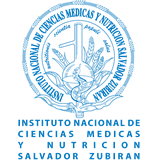 INSTITUTO NACIONAL DE CIENCIAS MEDICAS Y NUTRICION SALVADOR ZUBIRAN
INSTITUTO NACIONAL DE
CIENCIAS MEDICAS
Y NUTRICION
SALVADOR ZUBIRAN